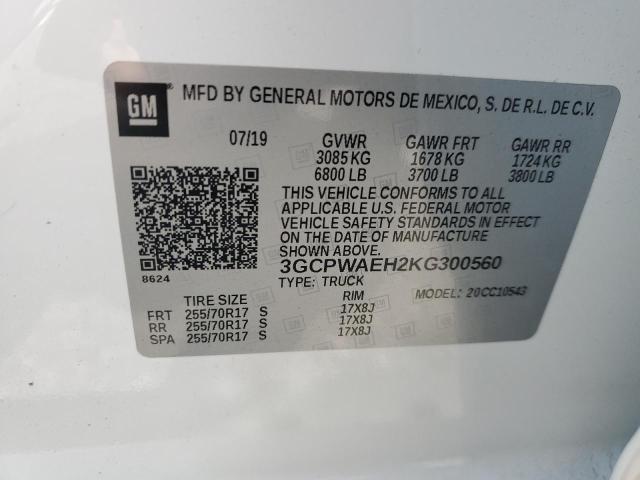 GM
MFD BY GENERAL MOTORS DE MEXICO, S. DE R.L. DE C.V.
07/19 GVWR GAWR FRT GAWR RR
3085 KG 1678 KG 1724 KG
6800 LB 3700 LB 3800 LB
THIS VEHICLE CONFORMS TO ALL
APPLICABLE U.S. FEDERAL MOTOR
VEHICLE SAFETY STANDARDS IN EFFECT
ON THE DATE OF MANUFACTURE SHOWN ABOVE.
3GCPWAEH2KG300560
8624
TYPE: TRUCK MODEL: 20CC10543
TIRE SIZE RIM
FRT 255/70R17 S 17X8J
RR 255/70R17 S 17X8J
SPA 255/70R17 S 17X8J